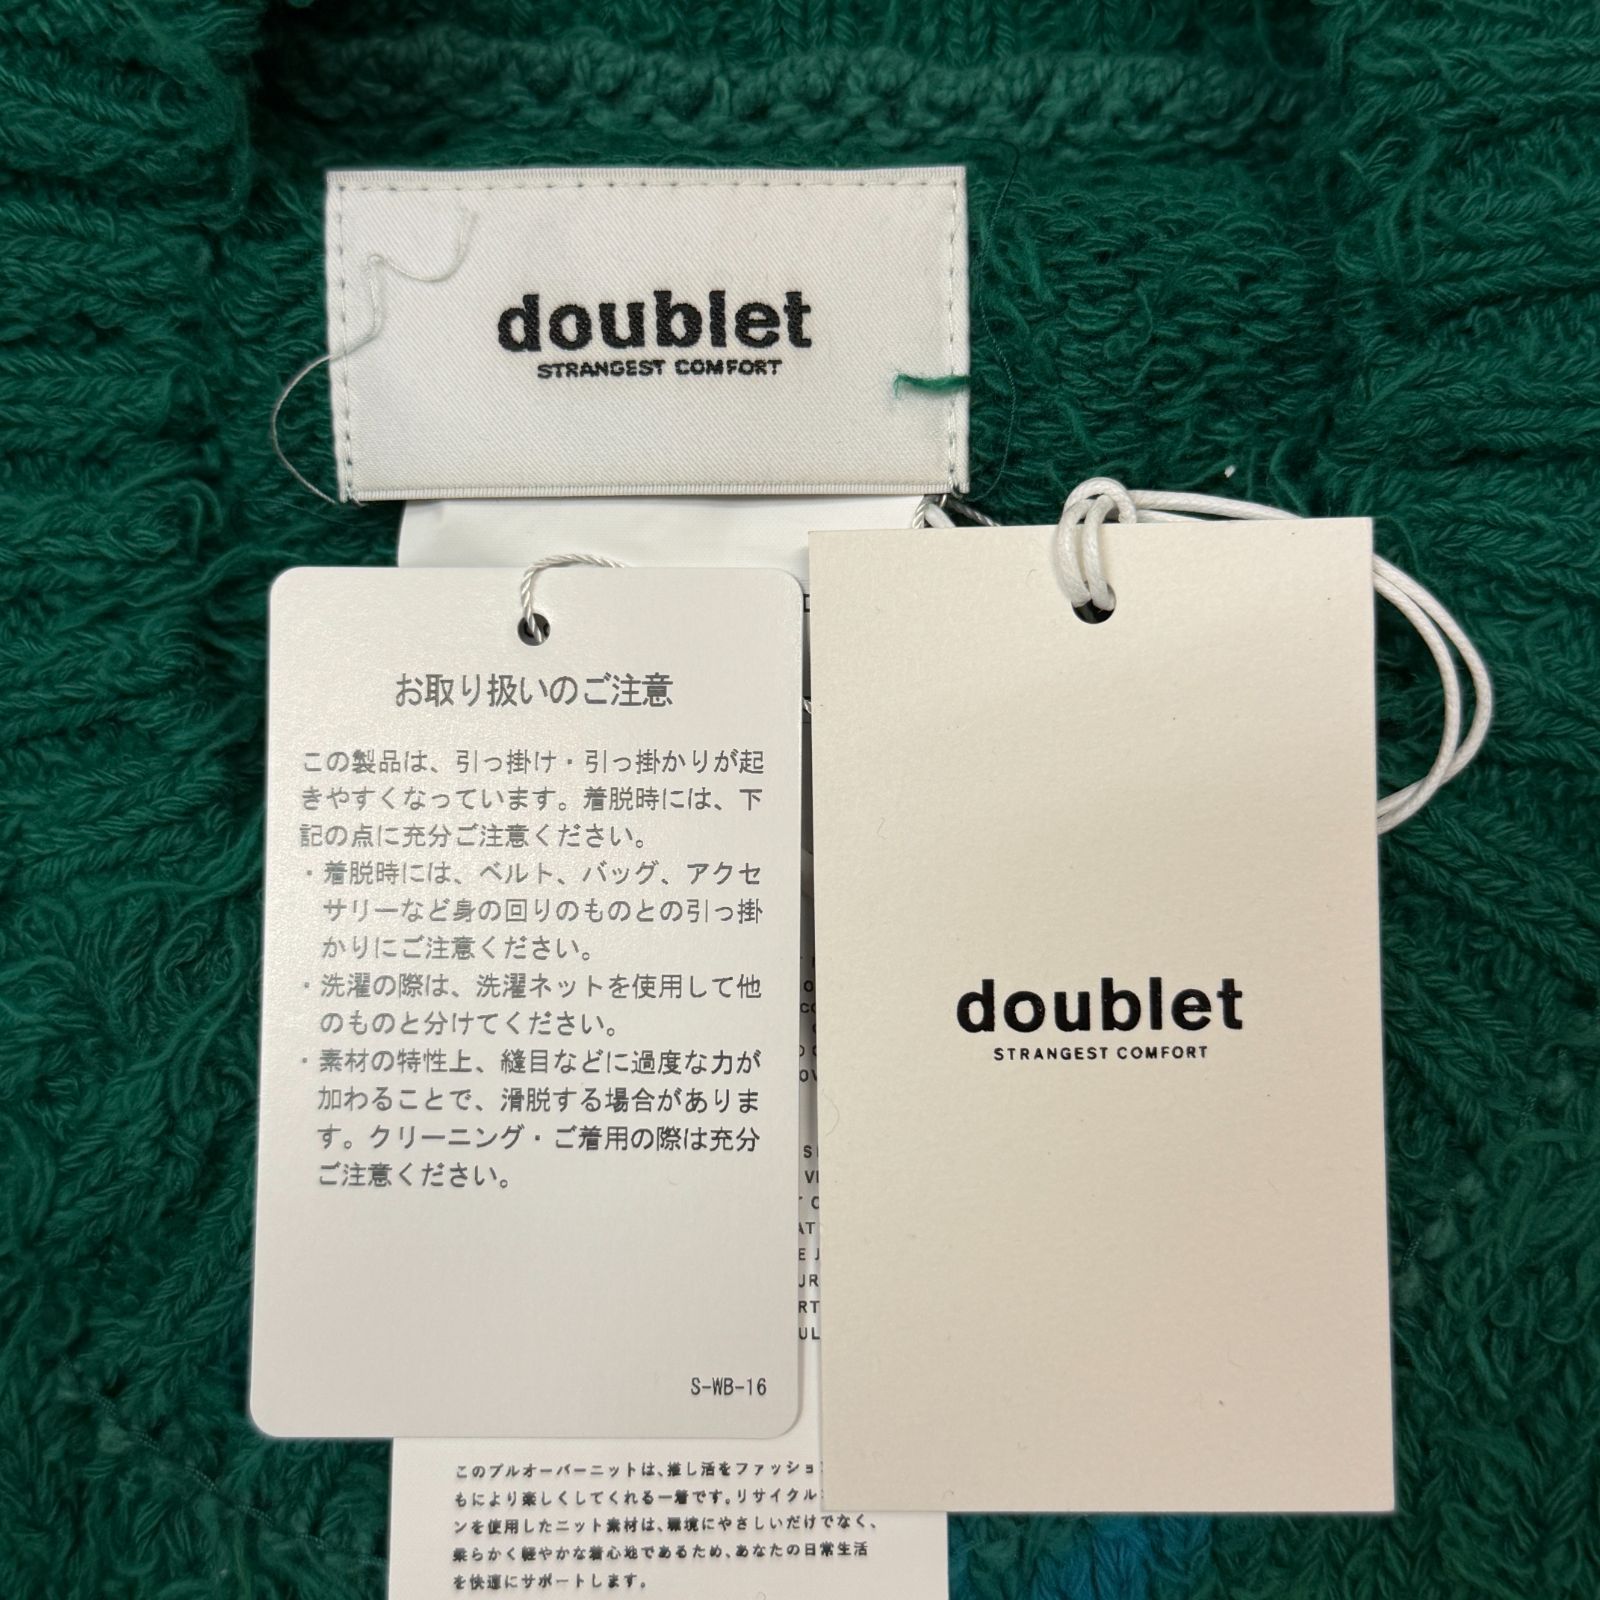 doublet
STRANGEST COMFORT
お取り扱いのご注意
この製品は、引っ掛け・引っ掛かりが起
きやすくなっています。着脱時には、下
記の点に充分ご注意ください。
・着脱時には、ベルト、バッグ、アクセ
サリーなど身の回りのものとの引っ掛
かりにご注意ください。
・洗濯の際は、洗濯ネットを使用して他
のものと分けてください。
・素材の特性上、縫目などに過度な力が
加わることで、滑脱する場合がありま
す。クリーニング・ご着用の際は充分
ご注意ください。
S-WB-16
doublet
STRANGEST COMFORT
このプルオーバーニットは、推し活をファッショ
もにより楽しくしてくれる一着です。リサイクル
ンを使用したニット素材は、環境にやさしいだけでなく、
柔らかく軽やかな着心地であるため、あなたの日常生活
を快適にサポートします。